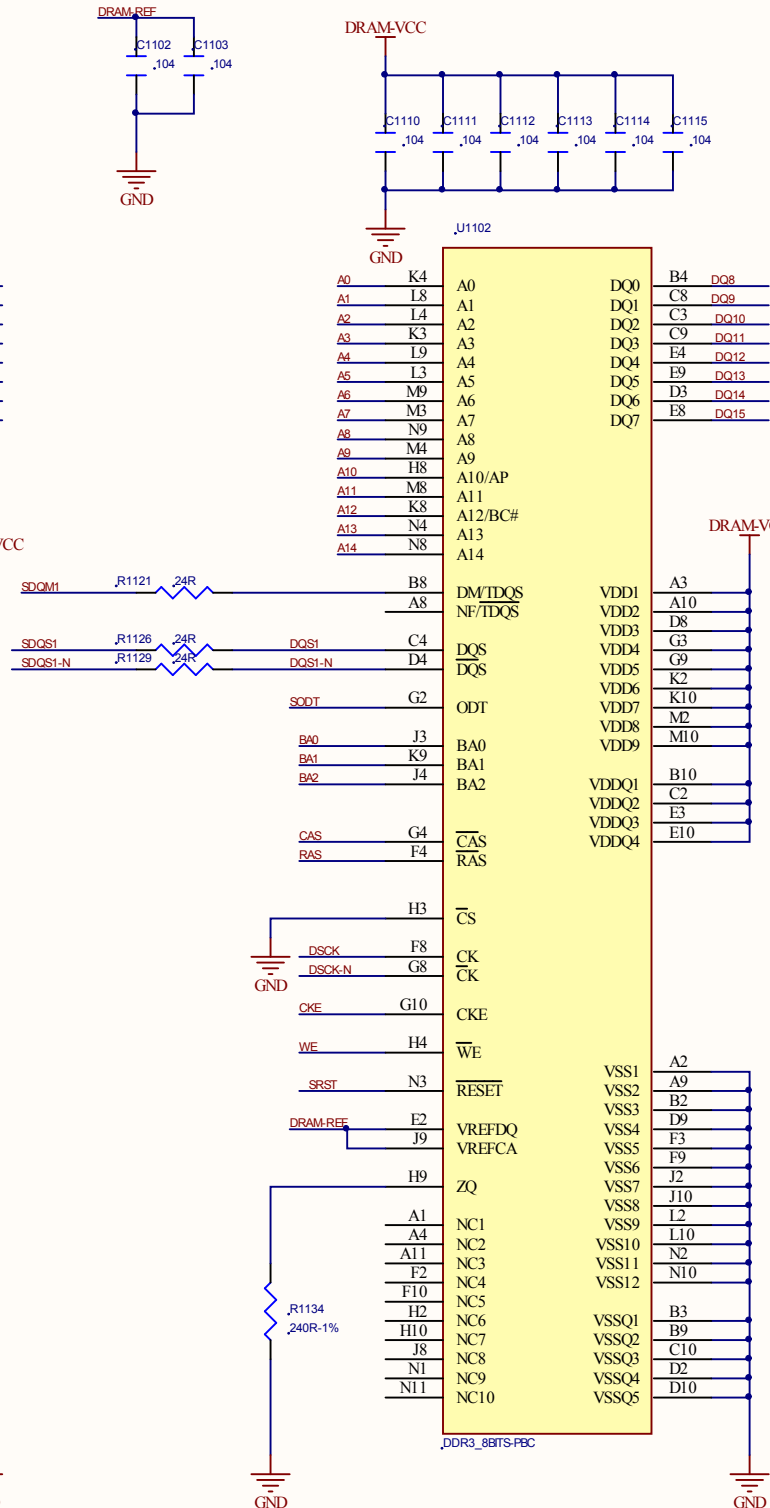 DRAM-REF
.C1102 .C1103
.104 .104
GND
DRAM-VCC
.C1110 .C1111 .C1112 .C1113 .C1114 .C1115
.104 .104 .104 .104 .104 .104
GND
.U1102
A0 K4 A0 DQ0 B4 DQ8
A1 L8 A1 DQ1 C8 DQ9
A2 L4 A2 DQ2 C3 DQ10
A3 K3 A3 DQ3 C9 DQ11
A4 L9 A4 DQ4 E4 DQ12
A5 L3 A5 DQ5 E9 DQ13
A6 M9 A6 DQ6 D3 DQ14
A7 M3 A7 DQ7 E8 DQ15
A8 N9 A8
A9 M4 A9
A10 H8 A10/AP
A11 M8 A11
A12 K8 A12/BC#
A13 N4 A13
A14 N8 A14
VCC
DRAM-V
SDQM1 .R1121 .24R B8 DM/TDQS VDD1 A3
A8 NF/TDQS VDD2 A10
VDD3 D8
SDQS1 .R1126 .24R DQS1 C4 DQS VDD4 G3
SDQS1-N .R1129 .24R DQS1-N D4 DQS VDD5 G9
VDD6 K2
SODT G2 ODT VDD7 K10
VDD8 M2
BA0 J3 BA0 VDD9 M10
BA1 K9 BA1
BA2 J4 BA2 VDDQ1 B10
VDDQ2 C2
VDDQ3 E3
CAS G4 CAS VDDQ4 E10
RAS F4 RAS
H3 CS
GND
DSCK F8 CK
DSCK-N G8 CK
CKE G10 CKE
WE H4 WE
VSS1 A2
SRST N3 RESET VSS2 A9
VSS3 B2
DRAM-REF E2 VREFDQ VSS4 D9
J9 VREFCA VSS5 F3
VSS6 F9
H9 ZQ VSS7 J2
VSS8 J10
A1 NC1 VSS9 L2
A4 NC2 VSS10 L10
A11 NC3 VSS11 N2
F2 NC4 VSS12 N10
F10 NC5
H2 NC6 VSSQ1 B3
H10 NC7 VSSQ2 B9
J8 NC8 VSSQ3 C10
N1 NC9 VSSQ4 D2
N11 NC10 VSSQ5 D10
.R1134
.240R-1%
.DDR3_8BITS-PBC
GND
GND